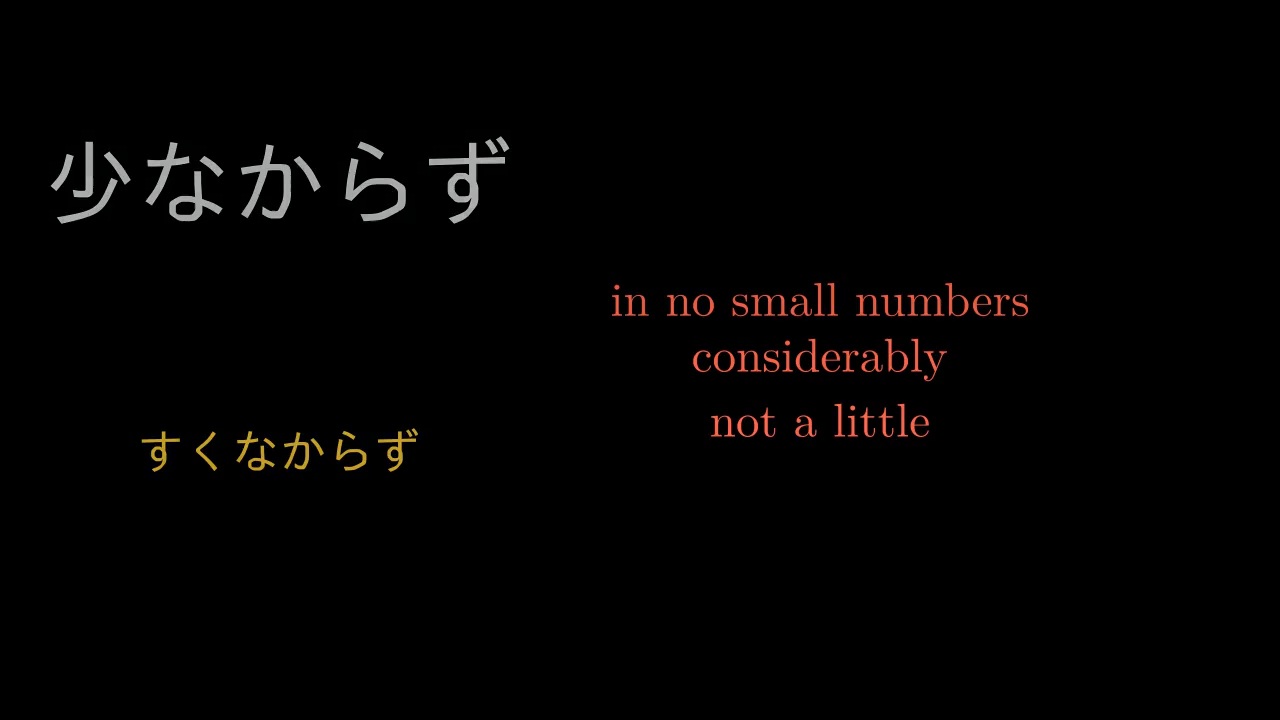 少なからず
すくなからず
in no small numbers
considerably
not a little